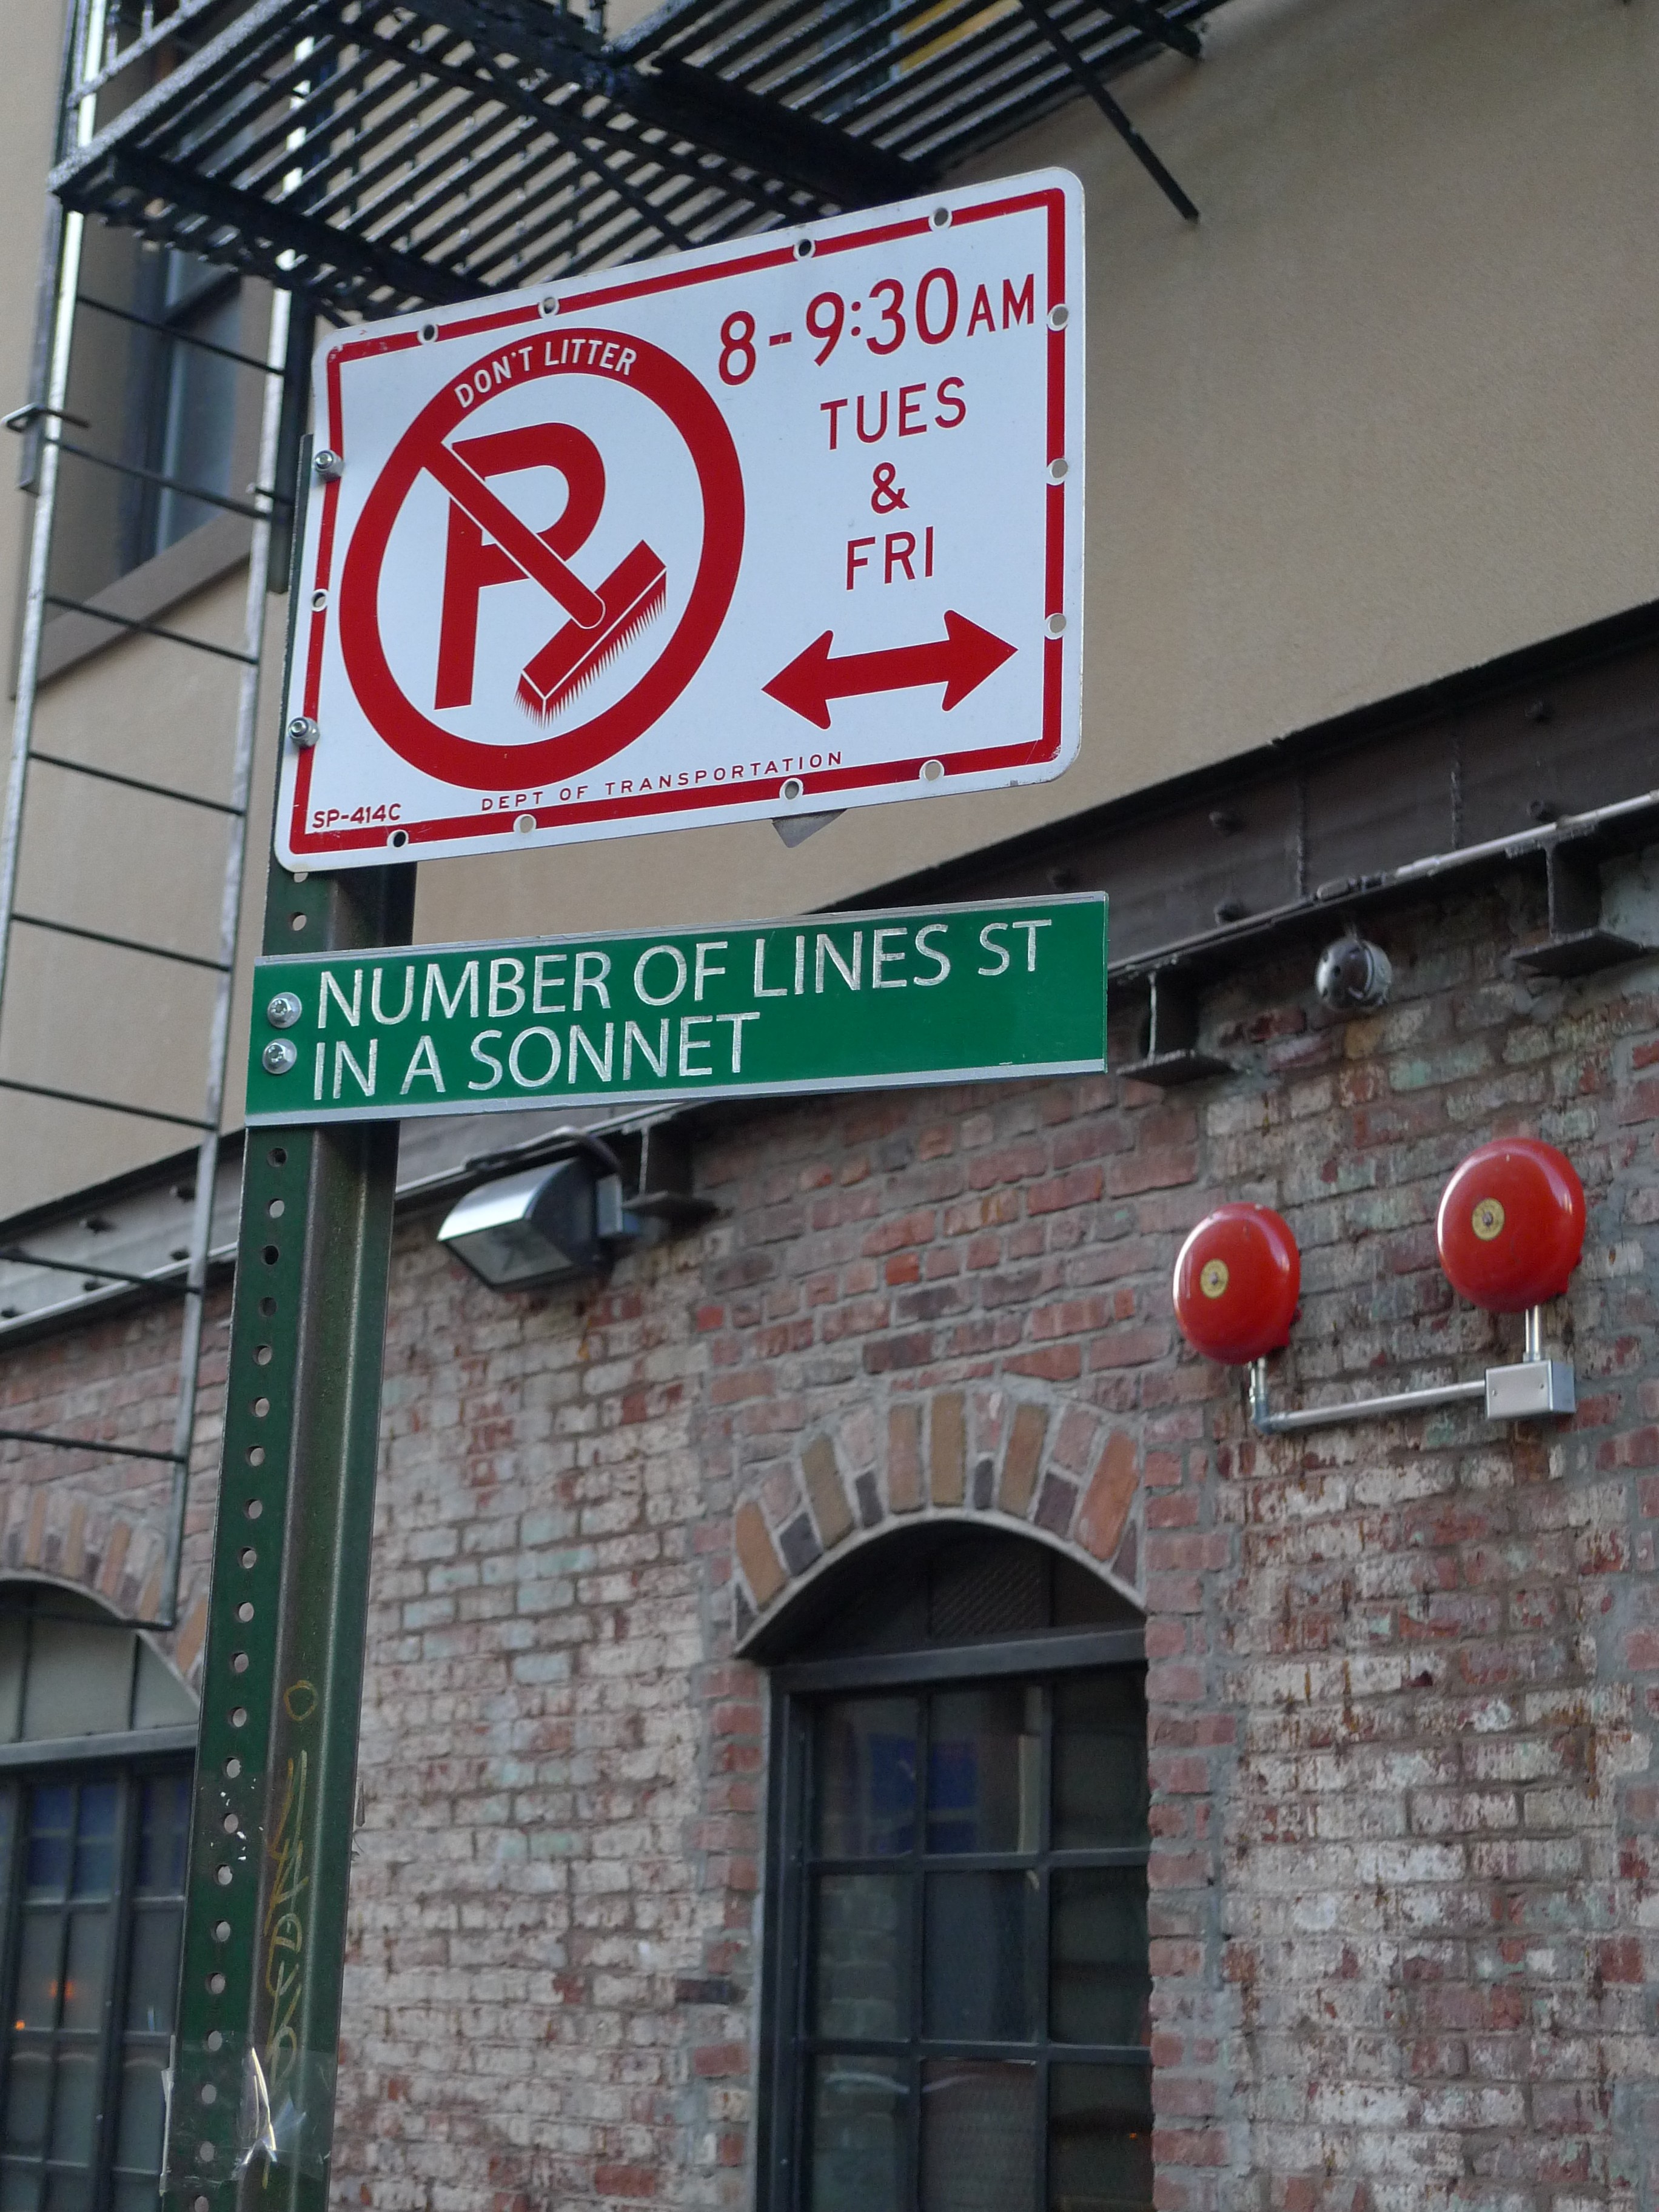 DON'T LITTER
8-9:30AM
TUES
&
FRI
DEPT OF TRANSPORTATION
SP-414C
NUMBER OF LINES ST
IN A SONNET